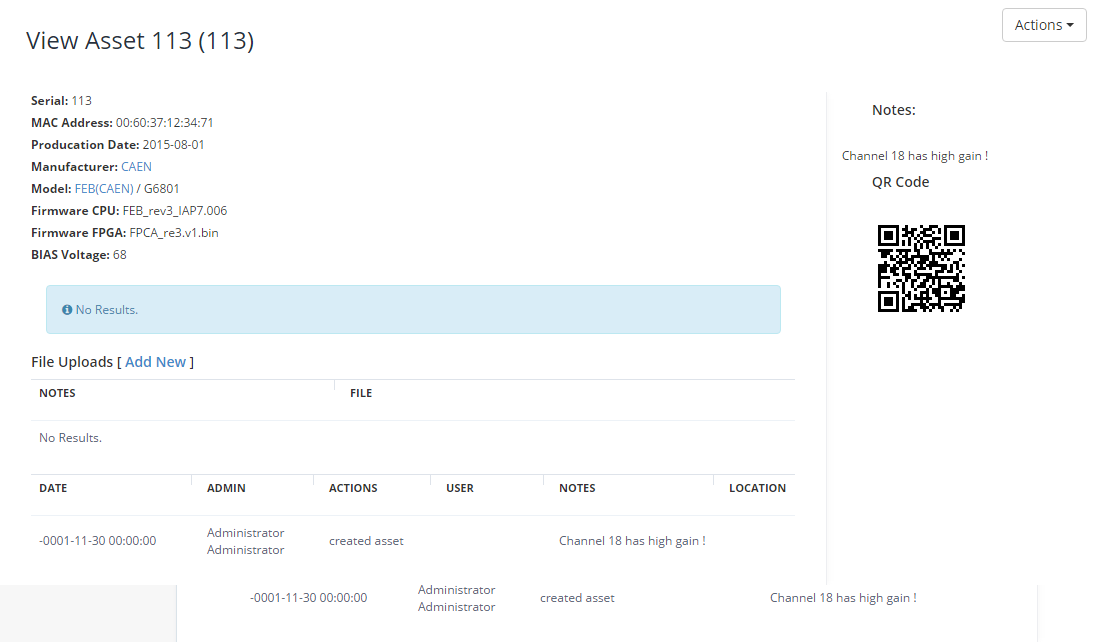 View Asset 113 (113)
Actions
Serial: 113
MAC Address: 00:60:37:12:34:71
Producation Date: 2015-08-01
Manufacturer: CAEN
Model: FEB(CAEN) / G6801
Firmware CPU: FEB_rev3_IAP7.006
Firmware FPGA: FPCA_re3.v1.bin
BIAS Voltage: 68
No Results.
File Uploads [ Add New ]
NOTES FILE
No Results.
DATE ADMIN ACTIONS USER NOTES LOCATION
-0001-11-30 00:00:00 Administrator Administrator created asset Channel 18 has high gain !
-0001-11-30 00:00:00 Administrator Administrator created asset Channel 18 has high gain !
Notes:
Channel 18 has high gain !
QR Code